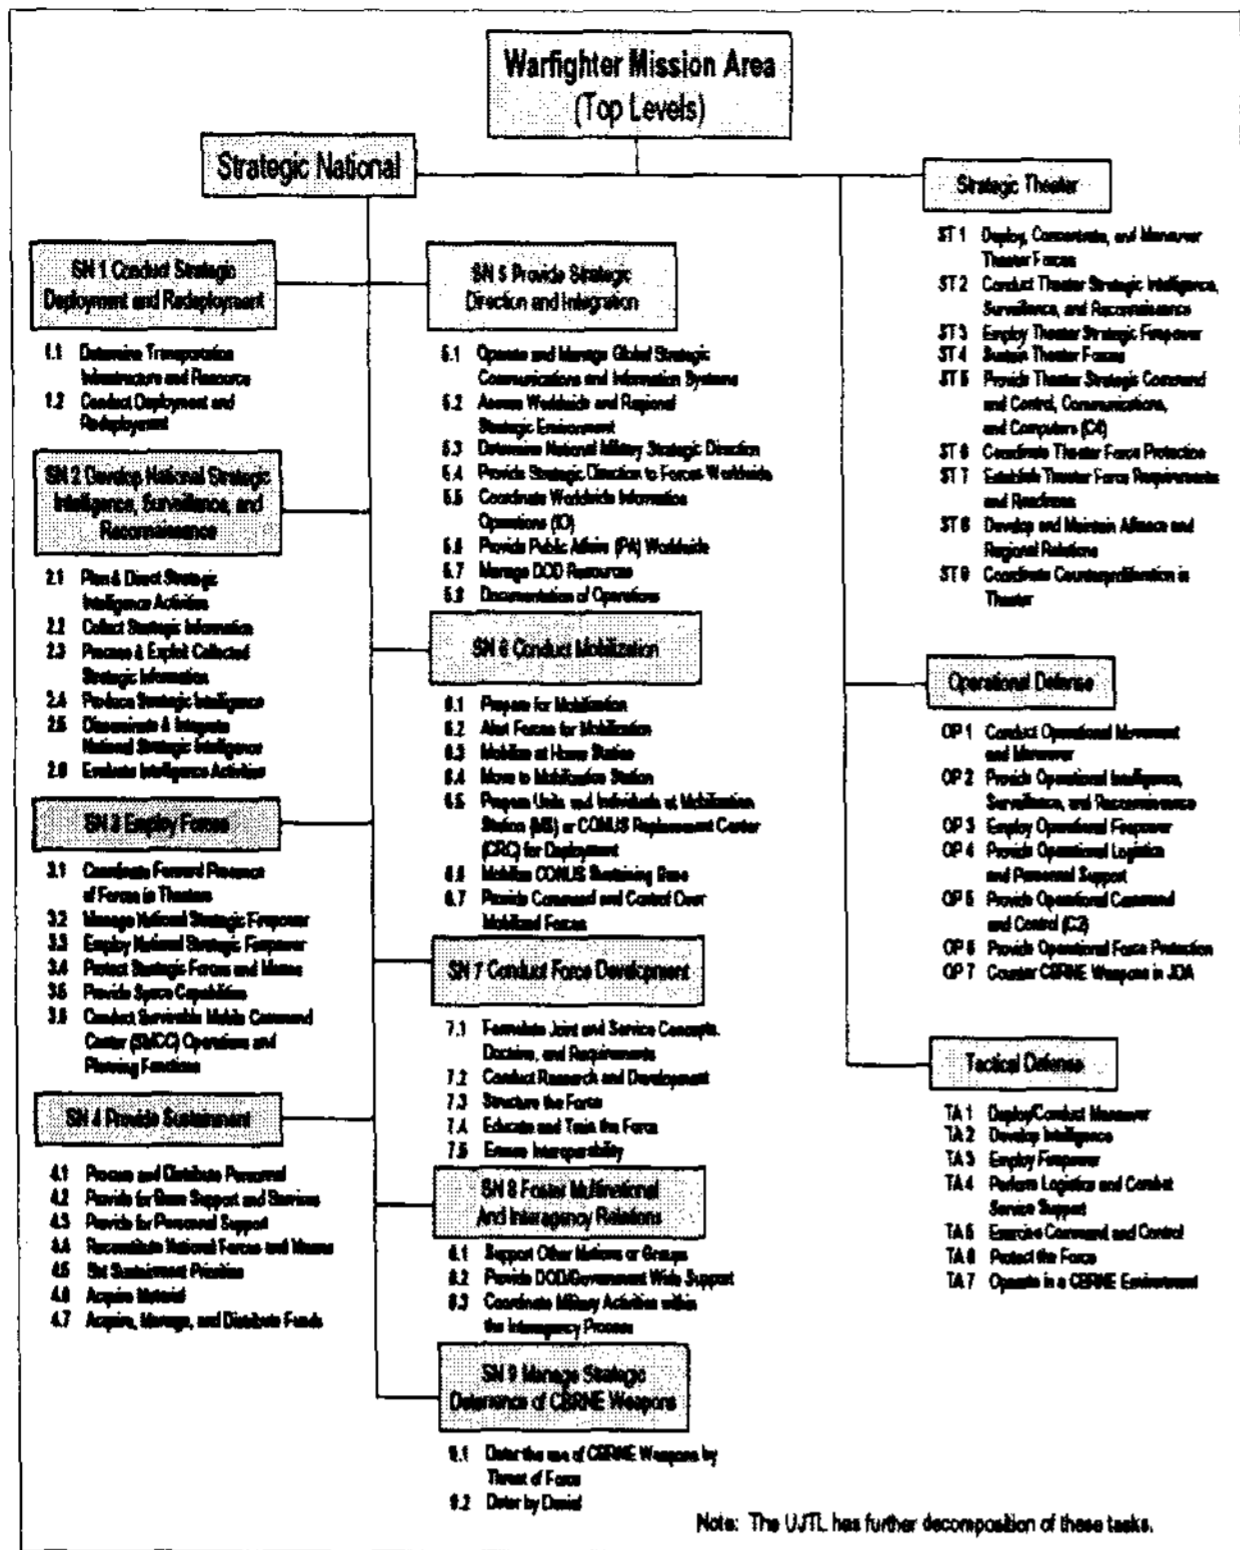 Warfighter Mission Area
(Top Levels)
Strategic National
SN 1 Conduct Strategic
Deployment and Redeployment
1.1 Determine Transportation
Infrastructure and Resource
1.2 Conduct Deployment and
Redeployment
SN 2 Develop National Strategic
Intelligence, Surveillance, and
Reconnaissance
2.1 Plan & Direct Strategic
Intelligence Activities
2.2 Collect Strategic Information
2.3 Process & Exploit Collected
Strategic Information
2.4 Produce Strategic Intelligence
2.5 Disseminate & Integrate
National Strategic Intelligence
2.6 Evaluate Intelligence Activities
SN 3 Employ Forces
3.1 Coordinate Forward Presence
of Forces in Theaters
3.2 Manage National Strategic Firepower
3.3 Employ National Strategic Firepower
3.4 Protect Strategic Forces and Means
3.5 Provide Space Capabilities
3.6 Conduct Survivable Mobile Command
Center (SMCC) Operations and
Planning Functions
SN 4 Provide Sustainment
4.1 Procure and Distribute Personnel
4.2 Provide for Base Support and Services
4.3 Provide for Personnel Support
4.4 Reconstitute National Forces and Means
4.5 Set Sustainment Priorities
4.6 Acquire Material
4.7 Acquire, Manage, and Distribute Funds
SN 5 Provide Strategic
Direction and Integration
5.1 Operate and Manage Global Strategic
Communications and Information Systems
5.2 Assess Worldwide and Regional
Strategic Environment
5.3 Determine National Military Strategic Direction
5.4 Provide Strategic Direction to Forces Worldwide
5.5 Coordinate Worldwide Information
Operations (IO)
5.6 Provide Public Affairs (PA) Worldwide
5.7 Manage DOD Resources
5.8 Documentation of Operations
SN 6 Conduct Mobilization
6.1 Prepare for Mobilization
6.2 Alert Forces for Mobilization
6.3 Mobilize at Home Station
6.4 Move to Mobilization Station
6.5 Prepare Units and Individuals at Mobilization
Station (MS) or CONUS Replacement Center
(CRC) for Deployment
6.6 Mobilize CONUS Sustaining Base
6.7 Provide Command and Control Over
Mobilized Forces
SN 7 Conduct Force Development
7.1 Formulate Joint and Service Concepts,
Doctrine, and Requirements
7.2 Conduct Research and Development
7.3 Structure the Force
7.4 Educate and Train the Force
7.5 Ensure Interoperability
SN 8 Foster Multinational
And Interagency Relations
8.1 Support Other Nations or Groups
8.2 Provide DOD/Government Wide Support
8.3 Coordinate Military Activities within
the Interagency Process
SN 9 Manage Strategic
Deterrence of CBRNE Weapons
9.1 Deter the use of CBRNE Weapons by
Threat of Force
9.2 Deter by Denial
Strategic Theater
ST 1 Deploy, Concentrate, and Maneuver
Theater Forces
ST 2 Conduct Theater Strategic Intelligence,
Surveillance, and Reconnaissance
ST 3 Employ Theater Strategic Firepower
ST 4 Sustain Theater Forces
ST 5 Provide Theater Strategic Command
and Control, Communications,
and Computers (C4)
ST 6 Coordinate Theater Force Protection
ST 7 Establish Theater Force Requirements
and Readiness
ST 8 Develop and Maintain Alliance and
Regional Relations
ST 9 Coordinate Counterproliferation in
Theater
Operational Defense
OP 1 Conduct Operational Movement
and Maneuver
OP 2 Provide Operational Intelligence,
Surveillance, and Reconnaissance
OP 3 Employ Operational Firepower
OP 4 Provide Operational Logistics
and Personnel Support
OP 5 Provide Operational Command
and Control (C2)
OP 6 Provide Operational Force Protection
OP 7 Counter CBRNE Weapons in JOA
Tactical Defense
TA 1 Deploy/Conduct Maneuver
TA 2 Develop Intelligence
TA 3 Employ Firepower
TA 4 Perform Logistics and Combat
Service Support
TA 5 Exercise Command and Control
TA 6 Protect the Force
TA 7 Operate in a CBRNE Environment
Note: The UJTL has further decomposition of these tasks.